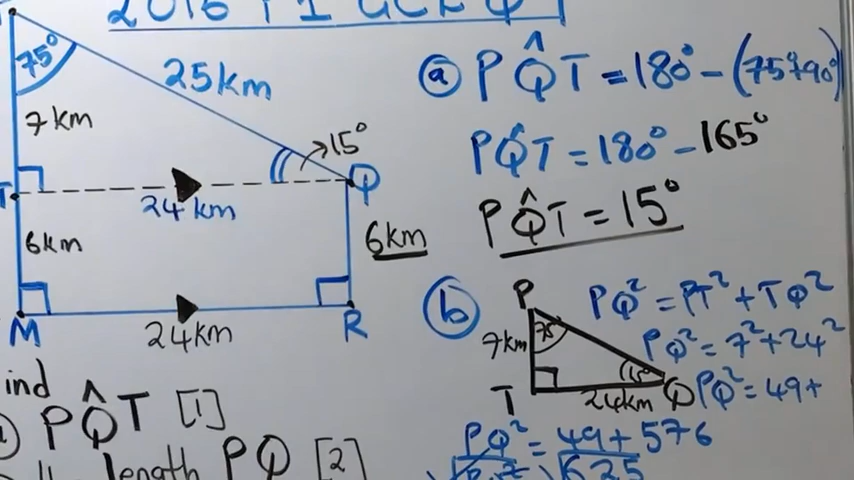 2016 P1 GCE Q
75°
25km
7km
15°
T
24 km
Q
6km
6km
M
24km
R
ind
PQ̂T [1]
length PQ [2]
ⓐ PQ̂T = 180° - (75°+90°)
PQ̂T = 180° - 165°
PQ̂T = 15°
ⓑ
P
7km
75°
15°
T
24km
Q
PQ² = PT² + TQ²
PQ² = 7² + 24²
PQ² = 49+
PQ² = 49 + 576
√625